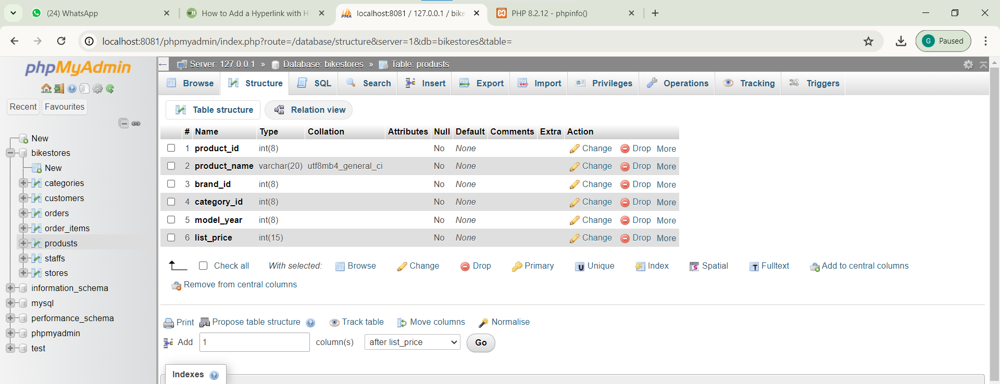 (24) WhatsApp
How to Add a Hyperlink with HT
localhost:8081 / 127.0.0.1 / bike
PHP 8.2.12 - phpinfo()
localhost:8081/phpmyadmin/index.php?route=/database/structure&server=1&db=bikestores&table=
G Paused
phpMyAdmin
Recent Favourites
New
bikestores
New
categories
customers
orders
order_items
produsts
staffs
stores
information_schema
mysql
performance_schema
phpmyadmin
test
Server: 127.0.0.1 » Database: bikestores » Table: produsts
Browse Structure SQL Search Insert Export Import Privileges Operations Tracking Triggers
Table structure Relation view
# Name Type Collation Attributes Null Default Comments Extra Action
1 product_id int(8) No None Change Drop More
2 product_name varchar(20) utf8mb4_general_ci No None Change Drop More
3 brand_id int(8) No None Change Drop More
4 category_id int(8) No None Change Drop More
5 model_year int(8) No None Change Drop More
6 list_price int(15) No None Change Drop More
Check all With selected: Browse Change Drop Primary Unique Index Spatial Fulltext Add to central columns
Remove from central columns
Print Propose table structure Track table Move columns Normalise
Add 1 column(s) after list_price Go
Indexes